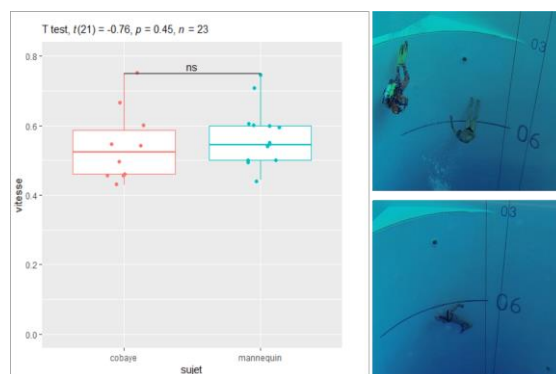 T test, t(21) = -0.76, p = 0.45, n = 23
ns
0.8
0.6
0.4
0.2
0.0
vitesse
cobaye
mannequin
sujet
03
06
03
06